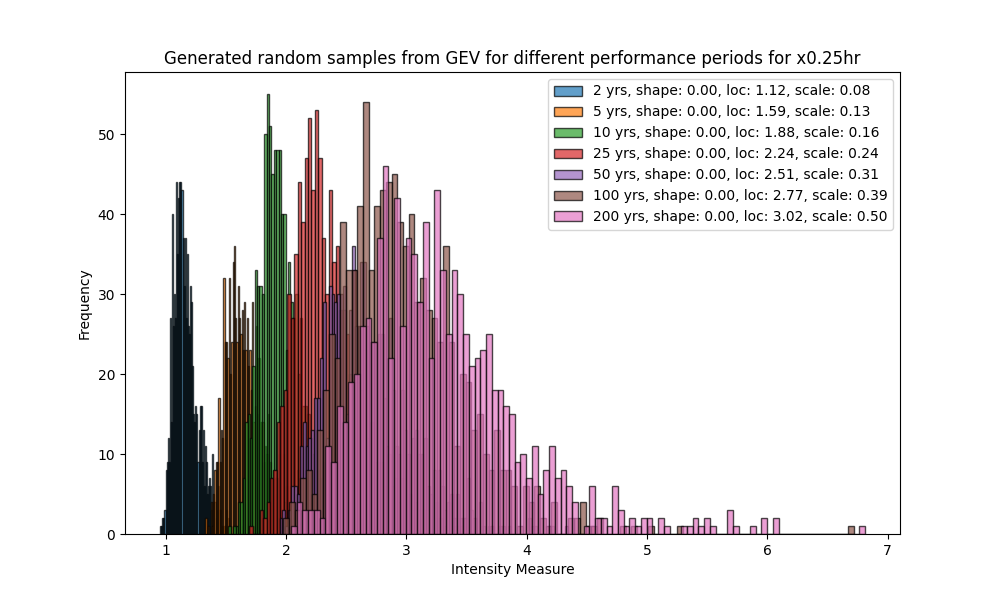 Generated random samples from GEV for different performance periods for x0.25hr
2 yrs, shape: 0.00, loc: 1.12, scale: 0.08
5 yrs, shape: 0.00, loc: 1.59, scale: 0.13
10 yrs, shape: 0.00, loc: 1.88, scale: 0.16
25 yrs, shape: 0.00, loc: 2.24, scale: 0.24
50 yrs, shape: 0.00, loc: 2.51, scale: 0.31
100 yrs, shape: 0.00, loc: 2.77, scale: 0.39
200 yrs, shape: 0.00, loc: 3.02, scale: 0.50
Frequency
50
40
30
20
10
0
1 2 3 4 5 6 7
Intensity Measure